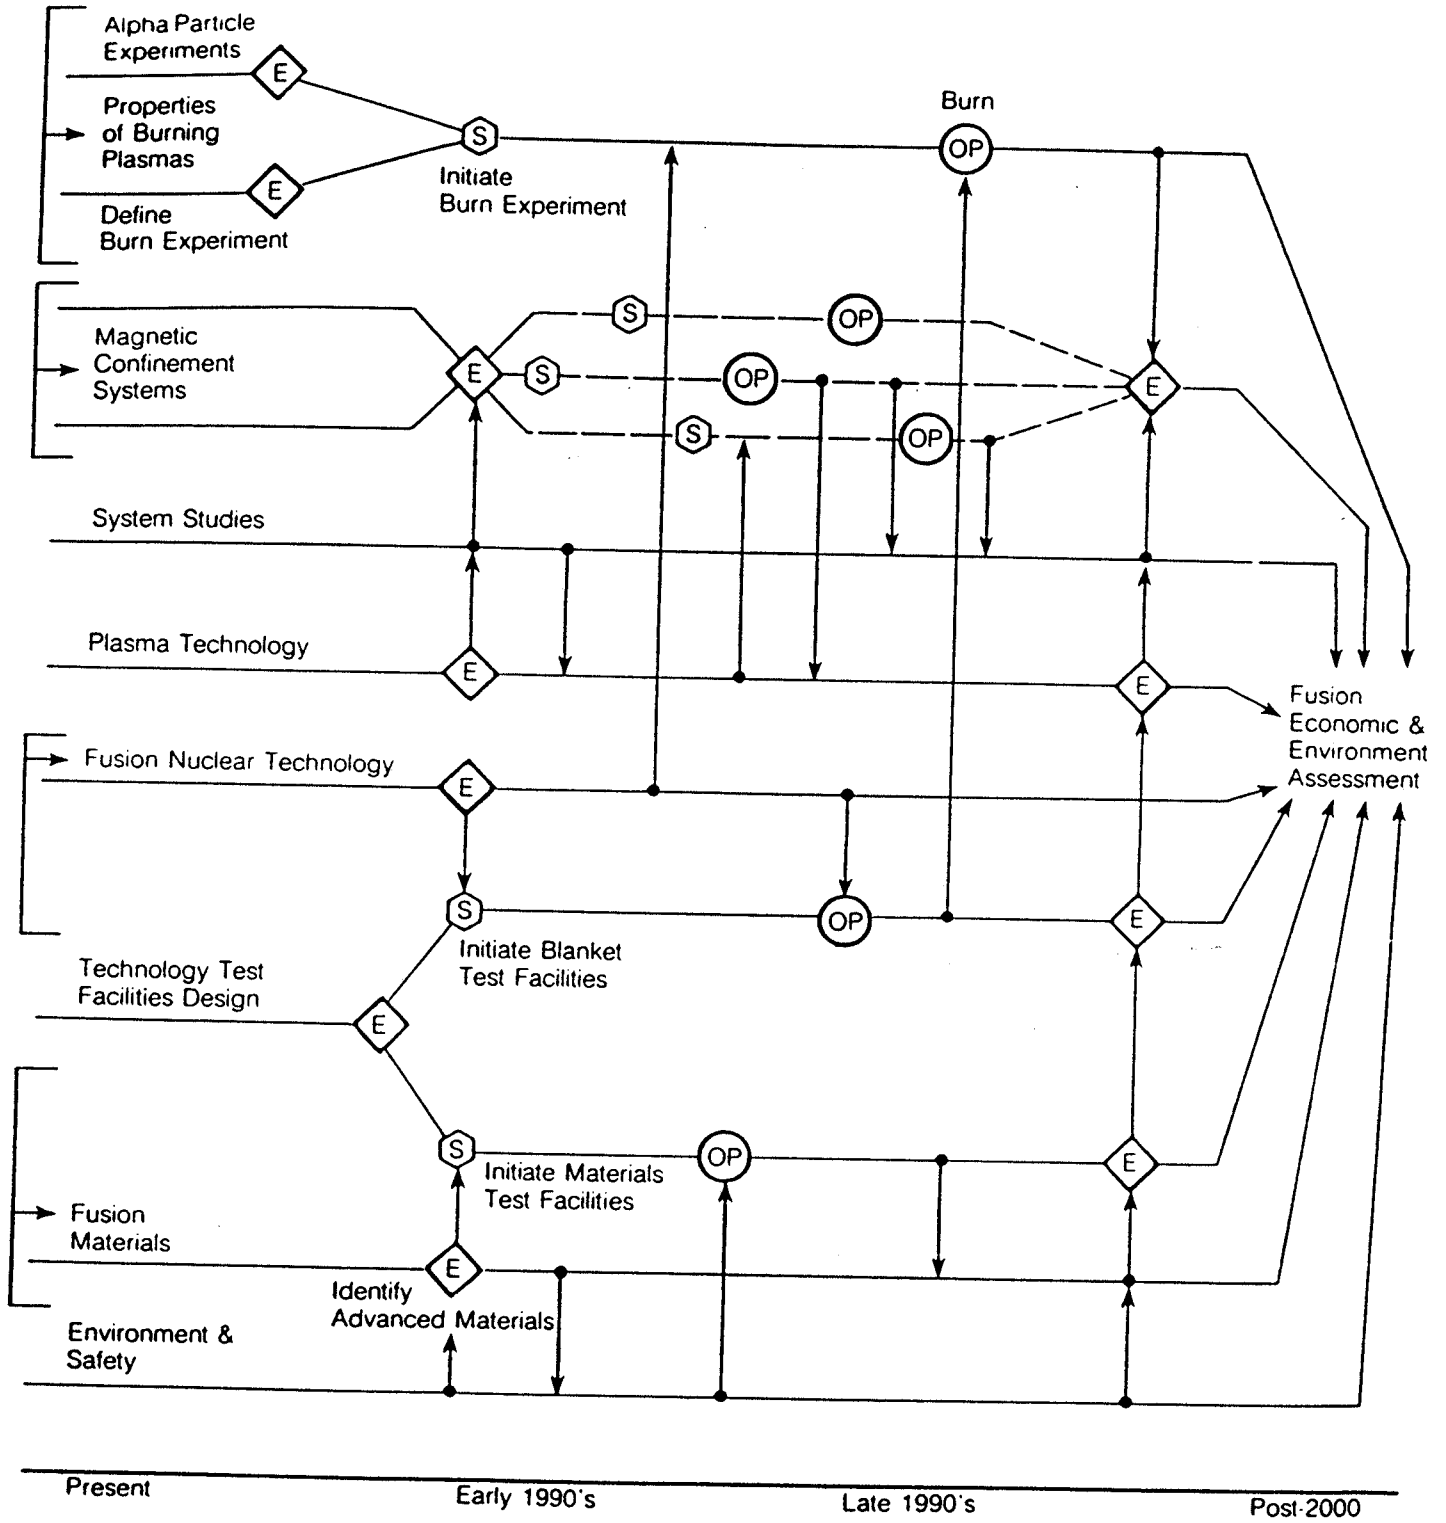 Alpha Particle
Experiments
E
Properties
of Burning
Plasmas
E
Define
Burn Experiment
S
Initiate
Burn Experiment
Burn
OP
Magnetic
Confinement
Systems
E
S
OP
S
OP
S
OP
E
System Studies
Plasma Technology
E
E
Fusion
Economic &
Environment
Assessment
Fusion Nuclear Technology
E
S
OP
E
Initiate Blanket
Test Facilities
Technology Test
Facilities Design
E
S
OP
E
Initiate Materials
Test Facilities
Fusion
Materials
E
Identify
Advanced Materials
Environment &
Safety
Present
Early 1990's
Late 1990's
Post-2000